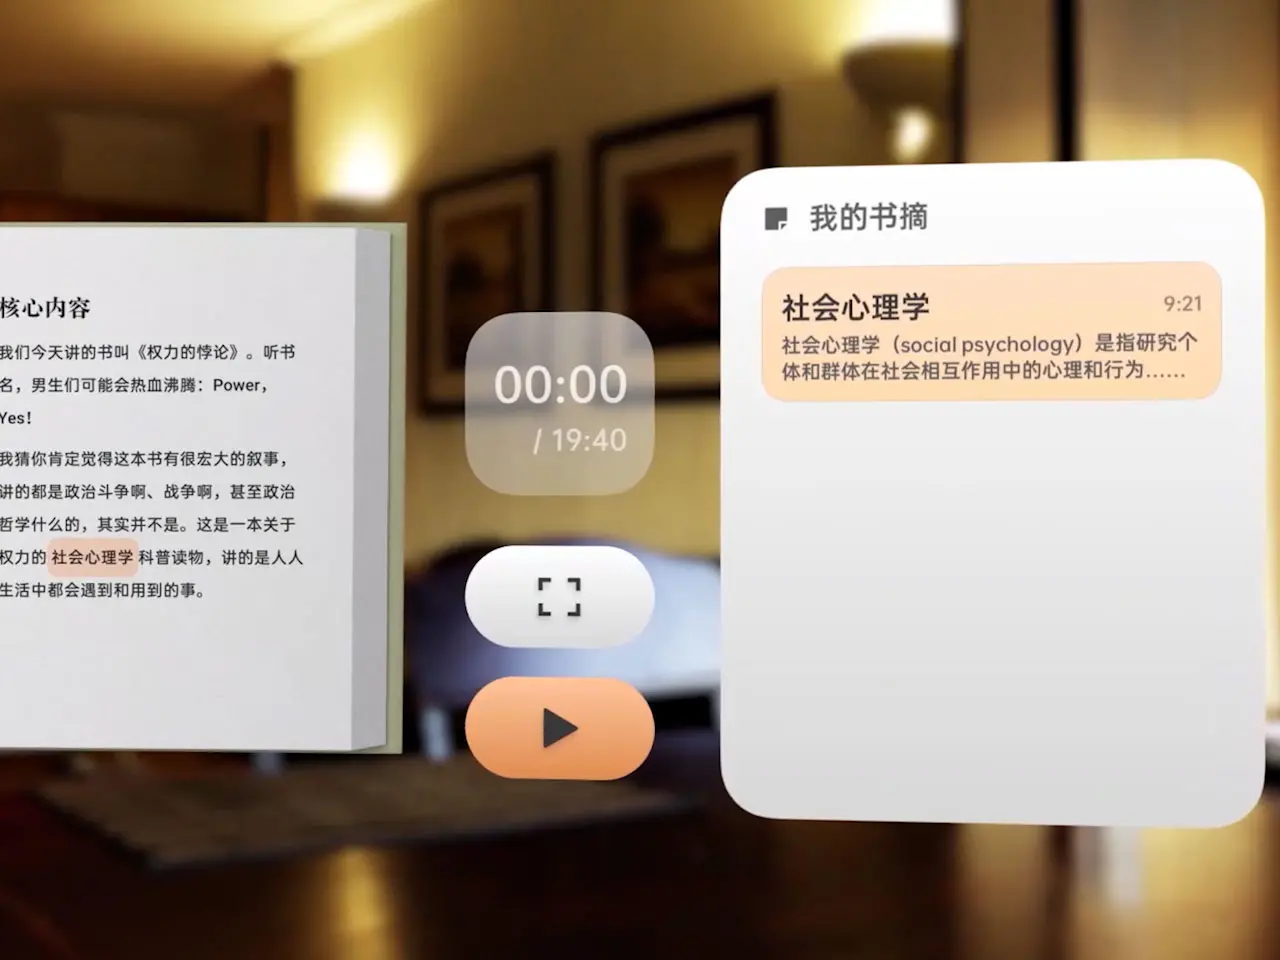 核心内容
我们今天讲的书叫《权力的悖论》。听书
名，男生们可能会热血沸腾：Power，
Yes！
我猜你肯定觉得这本书有很宏大的叙事，
讲的都是政治斗争啊、战争啊，甚至政治
哲学什么的，其实并不是。这是一本关于
权力的 社会心理学 科普读物，讲的是人人
生活中都会遇到和用到的事。
00:00
/ 19:40
我的书摘
社会心理学 9:21
社会心理学（social psychology）是指研究个
体和群体在社会相互作用中的心理和行为……